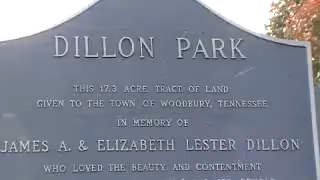 DILLON PARK
THIS 17.3 ACRE TRACT OF LAND
GIVEN TO THE TOWN OF WOODBURY, TENNESSEE
IN MEMORY OF
JAMES A. & ELIZABETH LESTER DILLON
WHO LOVED THE BEAUTY AND CONTENTMENT